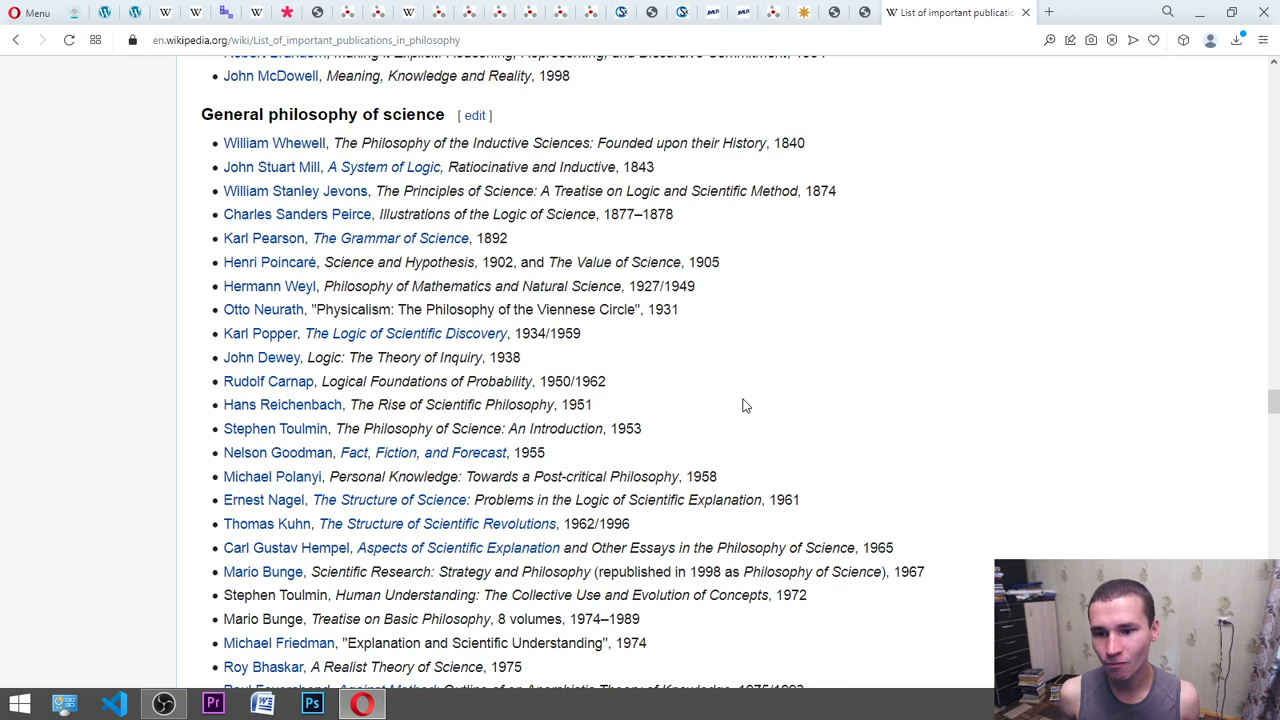 Menu
List of important publicatio
en.wikipedia.org/wiki/List_of_important_publications_in_philosophy
John McDowell, Meaning, Knowledge and Reality, 1998
General philosophy of science [ edit ]
William Whewell, The Philosophy of the Inductive Sciences: Founded upon their History, 1840
John Stuart Mill, A System of Logic, Ratiocinative and Inductive, 1843
William Stanley Jevons, The Principles of Science: A Treatise on Logic and Scientific Method, 1874
Charles Sanders Peirce, Illustrations of the Logic of Science, 1877–1878
Karl Pearson, The Grammar of Science, 1892
Henri Poincaré, Science and Hypothesis, 1902, and The Value of Science, 1905
Hermann Weyl, Philosophy of Mathematics and Natural Science, 1927/1949
Otto Neurath, "Physicalism: The Philosophy of the Viennese Circle", 1931
Karl Popper, The Logic of Scientific Discovery, 1934/1959
John Dewey, Logic: The Theory of Inquiry, 1938
Rudolf Carnap, Logical Foundations of Probability, 1950/1962
Hans Reichenbach, The Rise of Scientific Philosophy, 1951
Stephen Toulmin, The Philosophy of Science: An Introduction, 1953
Nelson Goodman, Fact, Fiction, and Forecast, 1955
Michael Polanyi, Personal Knowledge: Towards a Post-critical Philosophy, 1958
Ernest Nagel, The Structure of Science: Problems in the Logic of Scientific Explanation, 1961
Thomas Kuhn, The Structure of Scientific Revolutions, 1962/1996
Carl Gustav Hempel, Aspects of Scientific Explanation and Other Essays in the Philosophy of Science, 1965
Mario Bunge, Scientific Research: Strategy and Philosophy (republished in 1998 as Philosophy of Science), 1967
Stephen Toulmin, Human Understanding: The Collective Use and Evolution of Concepts, 1972
Mario Bunge, Treatise on Basic Philosophy, 8 volumes, 1974–1989
Michael Friedman, "Explanation and Scientific Understanding", 1974
Roy Bhaskar, A Realist Theory of Science, 1975
Pr
Ps